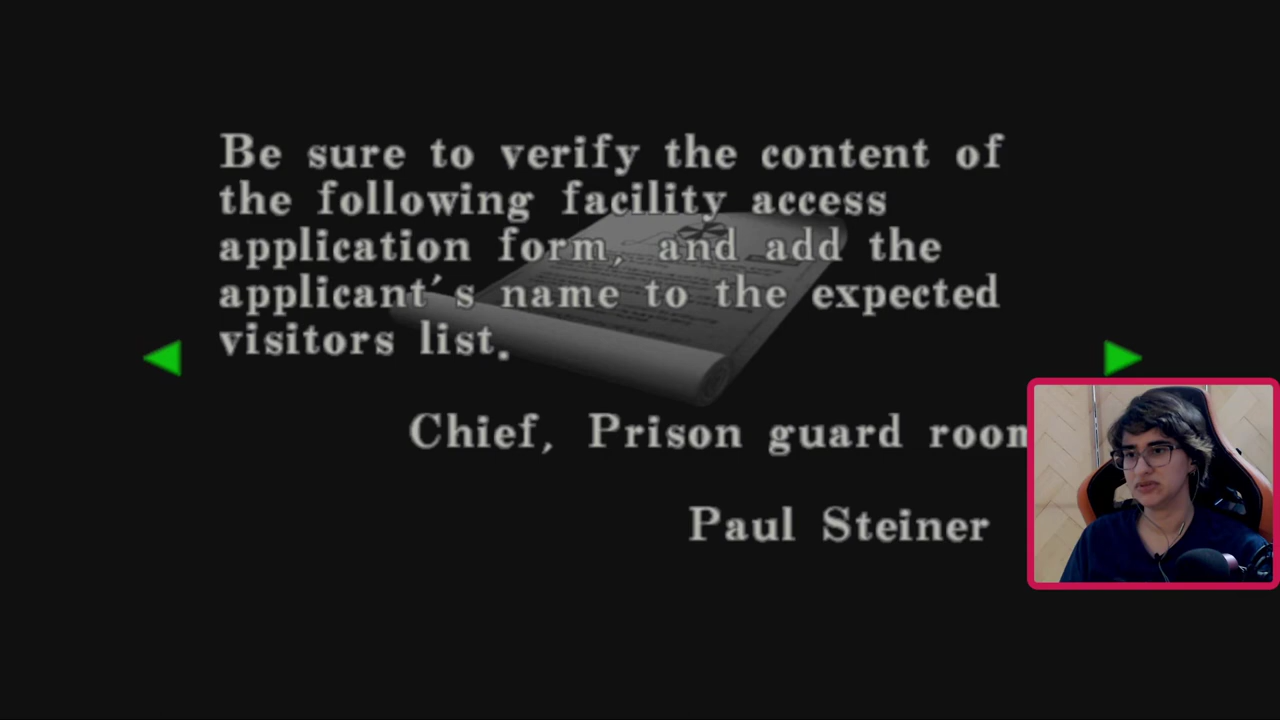 Be sure to verify the content of
the following facility access
application form, and add the
applicant's name to the expected
visitors list.
Chief, Prison guard room
Paul Steiner